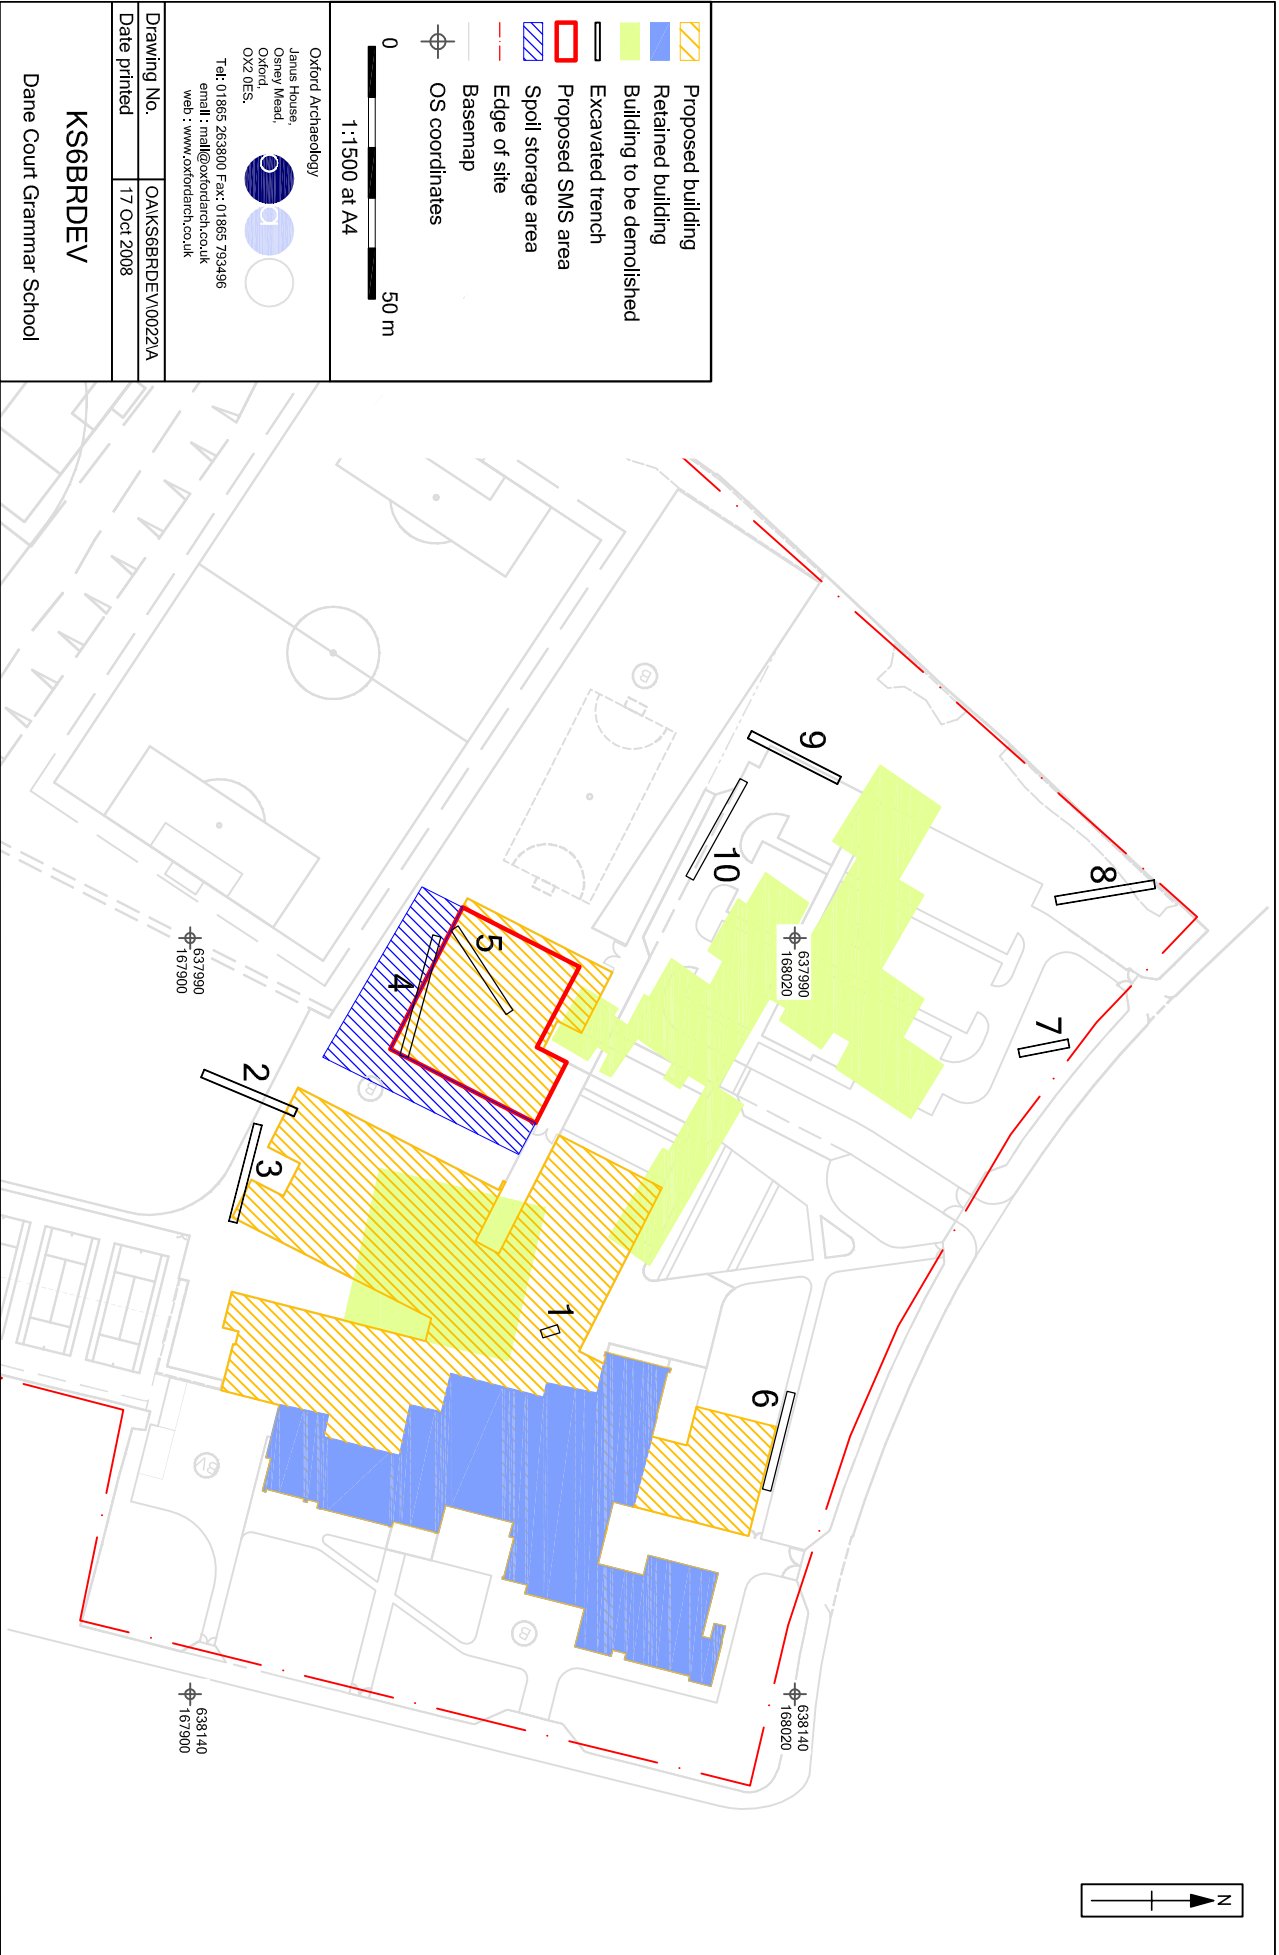 Proposed building
Retained building
Building to be demolished
Excavated trench
Proposed SMS area
Spoil storage area
Edge of site
Basemap
OS coordinates
0
50 m
1:1500 at A4
Oxford Archaeology
Janus House,
Osney Mead,
Oxford,
OX2 0ES.
o a
Tel: 01865 263800 Fax: 01865 793496
email : mail@oxfordarch.co.uk
web : www.oxfordarch.co.uk
Drawing No.
OA\KS6BRDEV\0022\A
Date printed
17 Oct 2008
KS6BRDEV
Dane Court Grammar School
8
7
9
10
637990
168020
5
4
637990
167900
2
3
1
6
B
B
B
BV
638140
168020
638140
167900
N